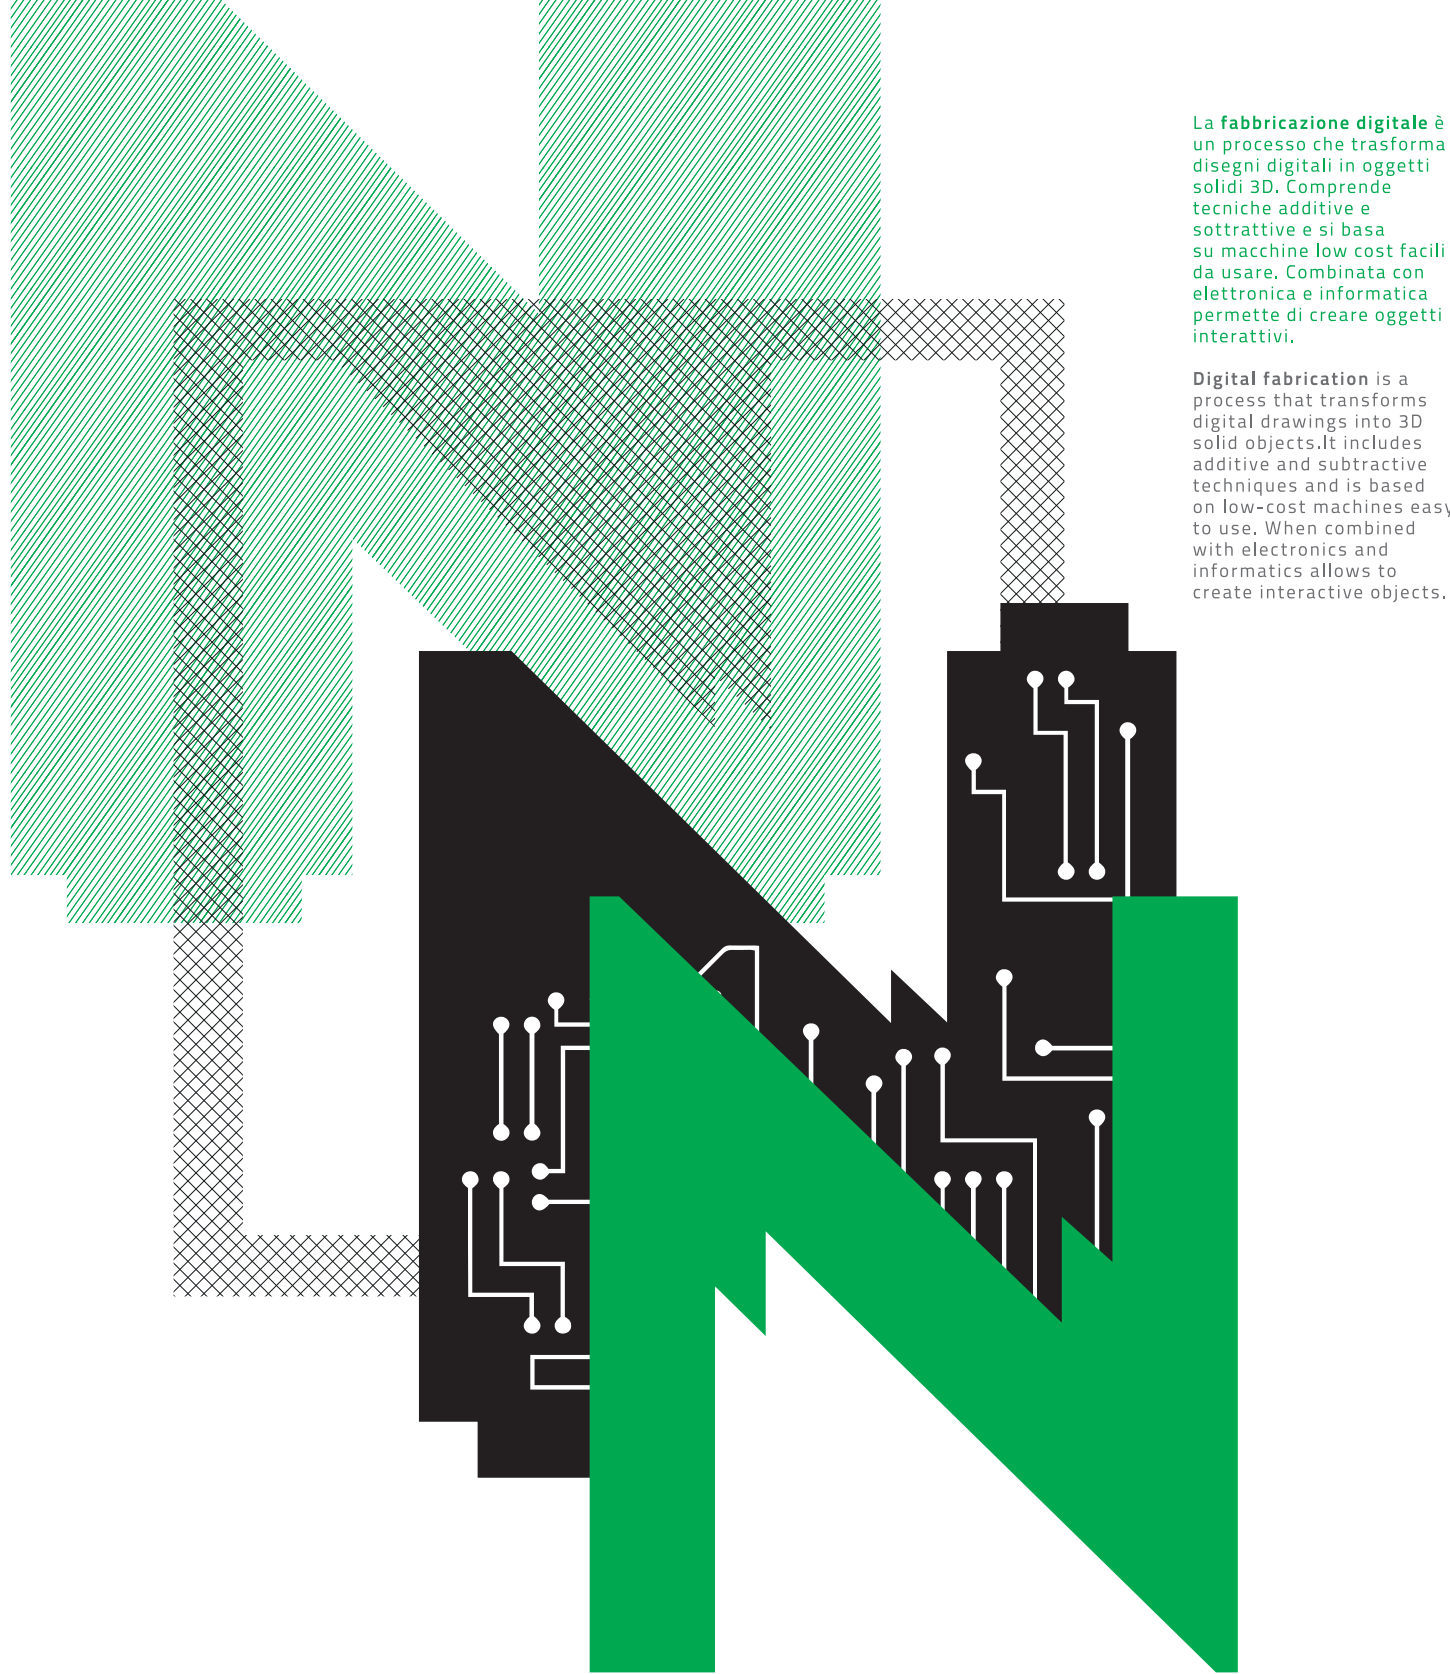 La fabbricazione digitale è
un processo che trasforma
disegni digitali in oggetti
solidi 3D. Comprende
tecniche additive e
sottrattive e si basa
su macchine low cost facili
da usare. Combinata con
elettronica e informatica
permette di creare oggetti
interattivi.
Digital fabrication is a
process that transforms
digital drawings into 3D
solid objects.It includes
additive and subtractive
techniques and is based
on low-cost machines easy
to use. When combined
with electronics and
informatics allows to
create interactive objects.